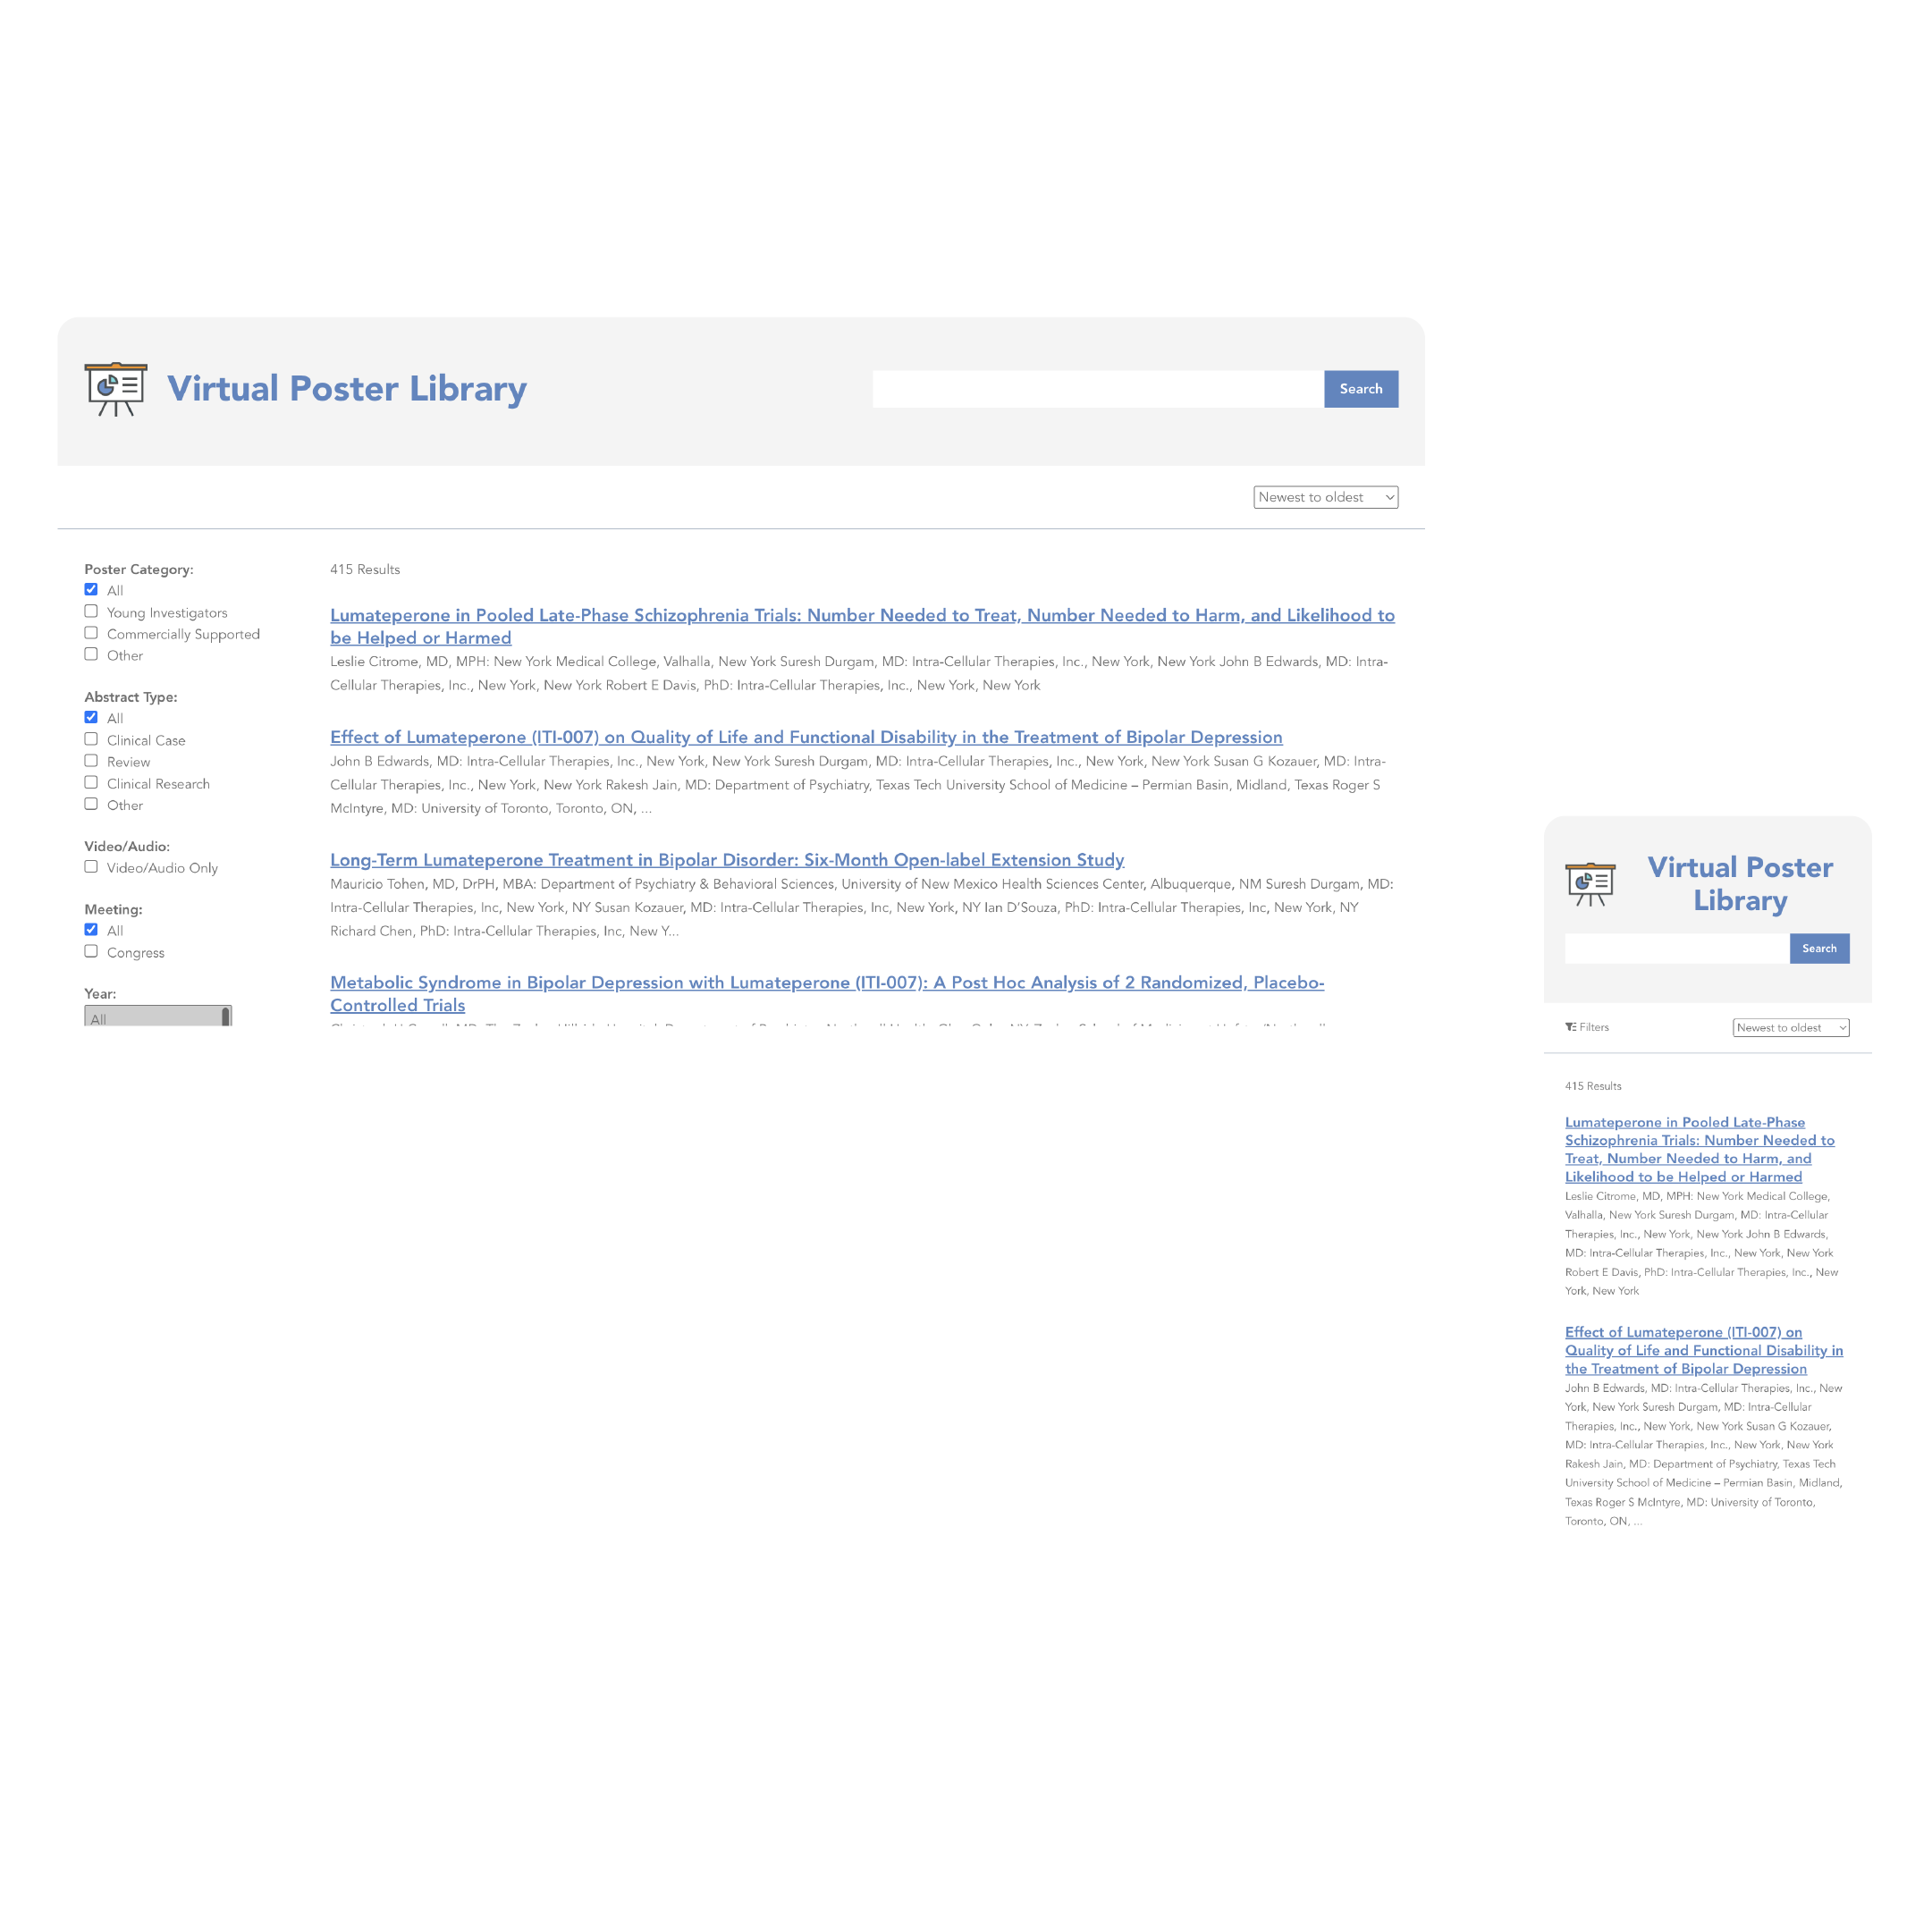 Virtual Poster Library
Search
Newest to oldest
Poster Category:
All
Young Investigators
Commercially Supported
Other
Abstract Type:
All
Clinical Case
Review
Clinical Research
Other
Video/Audio:
Video/Audio Only
Meeting:
All
Congress
Year:
All
415 Results
Lumateperone in Pooled Late-Phase Schizophrenia Trials: Number Needed to Treat, Number Needed to Harm, and Likelihood to
be Helped or Harmed
Leslie Citrome, MD, MPH: New York Medical College, Valhalla, New York Suresh Durgam, MD: Intra-Cellular Therapies, Inc., New York, New York John B Edwards, MD: Intra-
Cellular Therapies, Inc., New York, New York Robert E Davis, PhD: Intra-Cellular Therapies, Inc., New York, New York
Effect of Lumateperone (ITI-007) on Quality of Life and Functional Disability in the Treatment of Bipolar Depression
John B Edwards, MD: Intra-Cellular Therapies, Inc., New York, New York Suresh Durgam, MD: Intra-Cellular Therapies, Inc., New York, New York Susan G Kozauer, MD: Intra-
Cellular Therapies, Inc., New York, New York Rakesh Jain, MD: Department of Psychiatry, Texas Tech University School of Medicine – Permian Basin, Midland, Texas Roger S
McIntyre, MD: University of Toronto, Toronto, ON, ...
Long-Term Lumateperone Treatment in Bipolar Disorder: Six-Month Open-label Extension Study
Mauricio Tohen, MD, DrPH, MBA: Department of Psychiatry & Behavioral Sciences, University of New Mexico Health Sciences Center, Albuquerque, NM Suresh Durgam, MD:
Intra-Cellular Therapies, Inc, New York, NY Susan Kozauer, MD: Intra-Cellular Therapies, Inc, New York, NY Ian D’Souza, PhD: Intra-Cellular Therapies, Inc, New York, NY
Richard Chen, PhD: Intra-Cellular Therapies, Inc, New Y...
Metabolic Syndrome in Bipolar Depression with Lumateperone (ITI-007): A Post Hoc Analysis of 2 Randomized, Placebo-
Controlled Trials
Virtual Poster
Library
Search
Filters
Newest to oldest
415 Results
Lumateperone in Pooled Late-Phase
Schizophrenia Trials: Number Needed to
Treat, Number Needed to Harm, and
Likelihood to be Helped or Harmed
Leslie Citrome, MD, MPH: New York Medical College,
Valhalla, New York Suresh Durgam, MD: Intra-Cellular
Therapies, Inc., New York, New York John B Edwards,
MD: Intra-Cellular Therapies, Inc., New York, New York
Robert E Davis, PhD: Intra-Cellular Therapies, Inc., New
York, New York
Effect of Lumateperone (ITI-007) on
Quality of Life and Functional Disability in
the Treatment of Bipolar Depression
John B Edwards, MD: Intra-Cellular Therapies, Inc., New
York, New York Suresh Durgam, MD: Intra-Cellular
Therapies, Inc., New York, New York Susan G Kozauer,
MD: Intra-Cellular Therapies, Inc., New York, New York
Rakesh Jain, MD: Department of Psychiatry, Texas Tech
University School of Medicine – Permian Basin, Midland,
Texas Roger S McIntyre, MD: University of Toronto,
Toronto, ON, ...